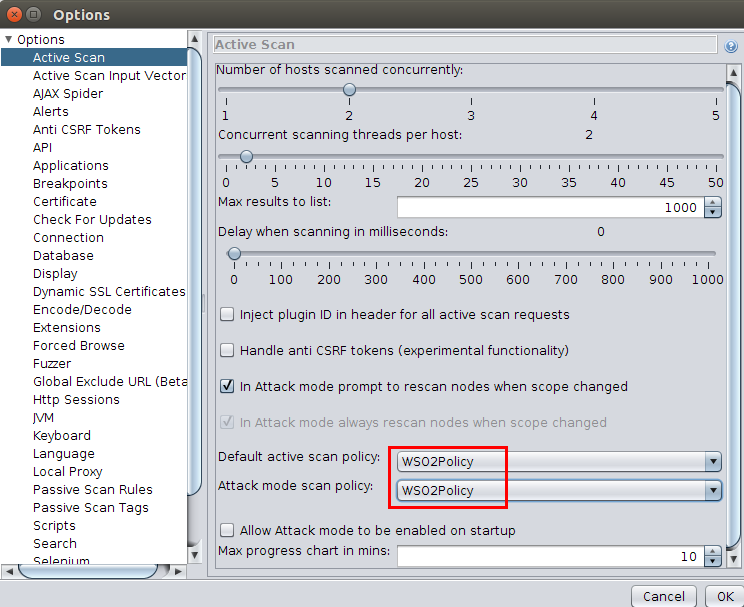 Options
Options
Active Scan
Active Scan Input Vector
AJAX Spider
Alerts
Anti CSRF Tokens
API
Applications
Breakpoints
Certificate
Check For Updates
Connection
Database
Display
Dynamic SSL Certificates
Encode/Decode
Extensions
Forced Browse
Fuzzer
Global Exclude URL (Beta
Http Sessions
JVM
Keyboard
Language
Local Proxy
Passive Scan Rules
Passive Scan Tags
Scripts
Search
Selenium
Active Scan
Number of hosts scanned concurrently:
1 2 3 4 5
Concurrent scanning threads per host: 2
0 5 10 15 20 25 30 35 40 45 50
Max results to list: 1000
Delay when scanning in milliseconds: 0
0 100 200 300 400 500 600 700 800 900 1000
Inject plugin ID in header for all active scan requests
Handle anti CSRF tokens (experimental functionality)
In Attack mode prompt to rescan nodes when scope changed
In Attack mode always rescan nodes when scope changed
Default active scan policy: WSO2Policy
Attack mode scan policy: WSO2Policy
Allow Attack mode to be enabled on startup
Max progress chart in mins: 10
Cancel OK